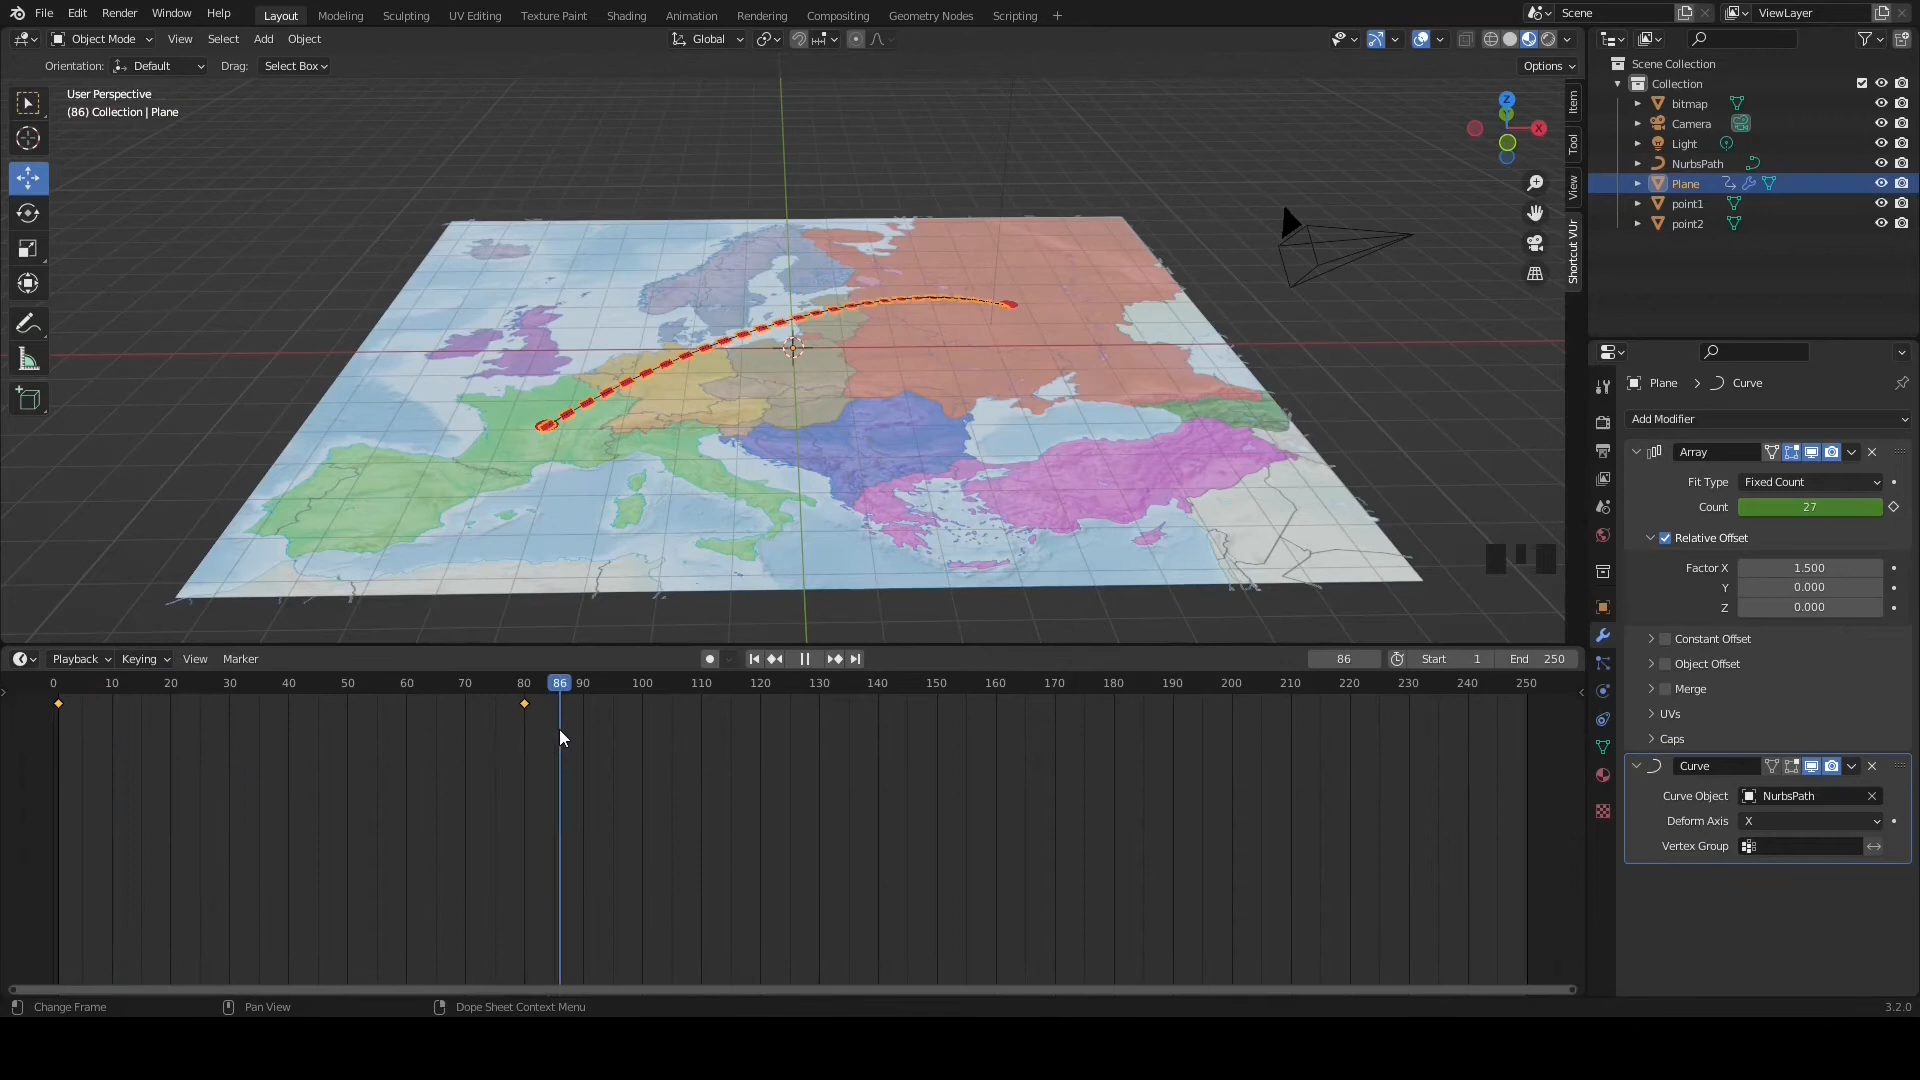 File Edit Render Window Help Layout Modeling Sculpting UV Editing Texture Paint Shading Animation Rendering Compositing Geometry Nodes Scripting + Scene ViewLayer
Object Mode View Select Add Object Global
Orientation: Default Drag: Select Box Options
User Perspective
(86) Collection | Plane
Z
X
Item
Tool
View
Shortcut VUr
Scene Collection
Collection
bitmap
Camera
Light
NurbsPath
Plane
point1
point2
Plane > Curve
Add Modifier
Array
Fit Type Fixed Count
Count 27
Relative Offset
Factor X 1.500
Y 0.000
Z 0.000
Constant Offset
Object Offset
Merge
UVs
Caps
Curve
Curve Object NurbsPath
Deform Axis X
Vertex Group
Playback Keying View Marker 86 Start 1 End 250
0 10 20 30 40 50 60 70 80 86 90 100 110 120 130 140 150 160 170 180 190 200 210 220 230 240 250
Change Frame Pan View Dope Sheet Context Menu 3.2.0